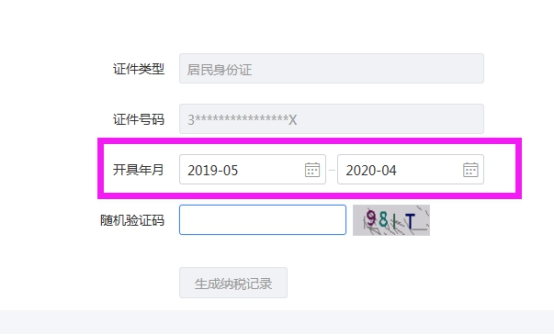 证件类型 居民身份证
证件号码 3****************X
开具年月 2019-05 - 2020-04
随机验证码
生成纳税记录